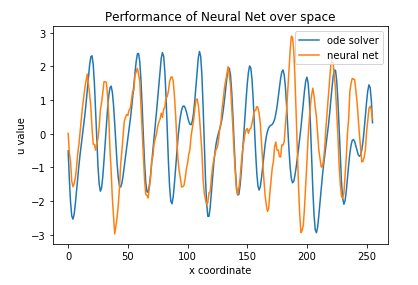 Performance of Neural Net over space
ode solver
neural net
u value
3
2
1
0
−1
−2
−3
0 50 100 150 200 250
x coordinate